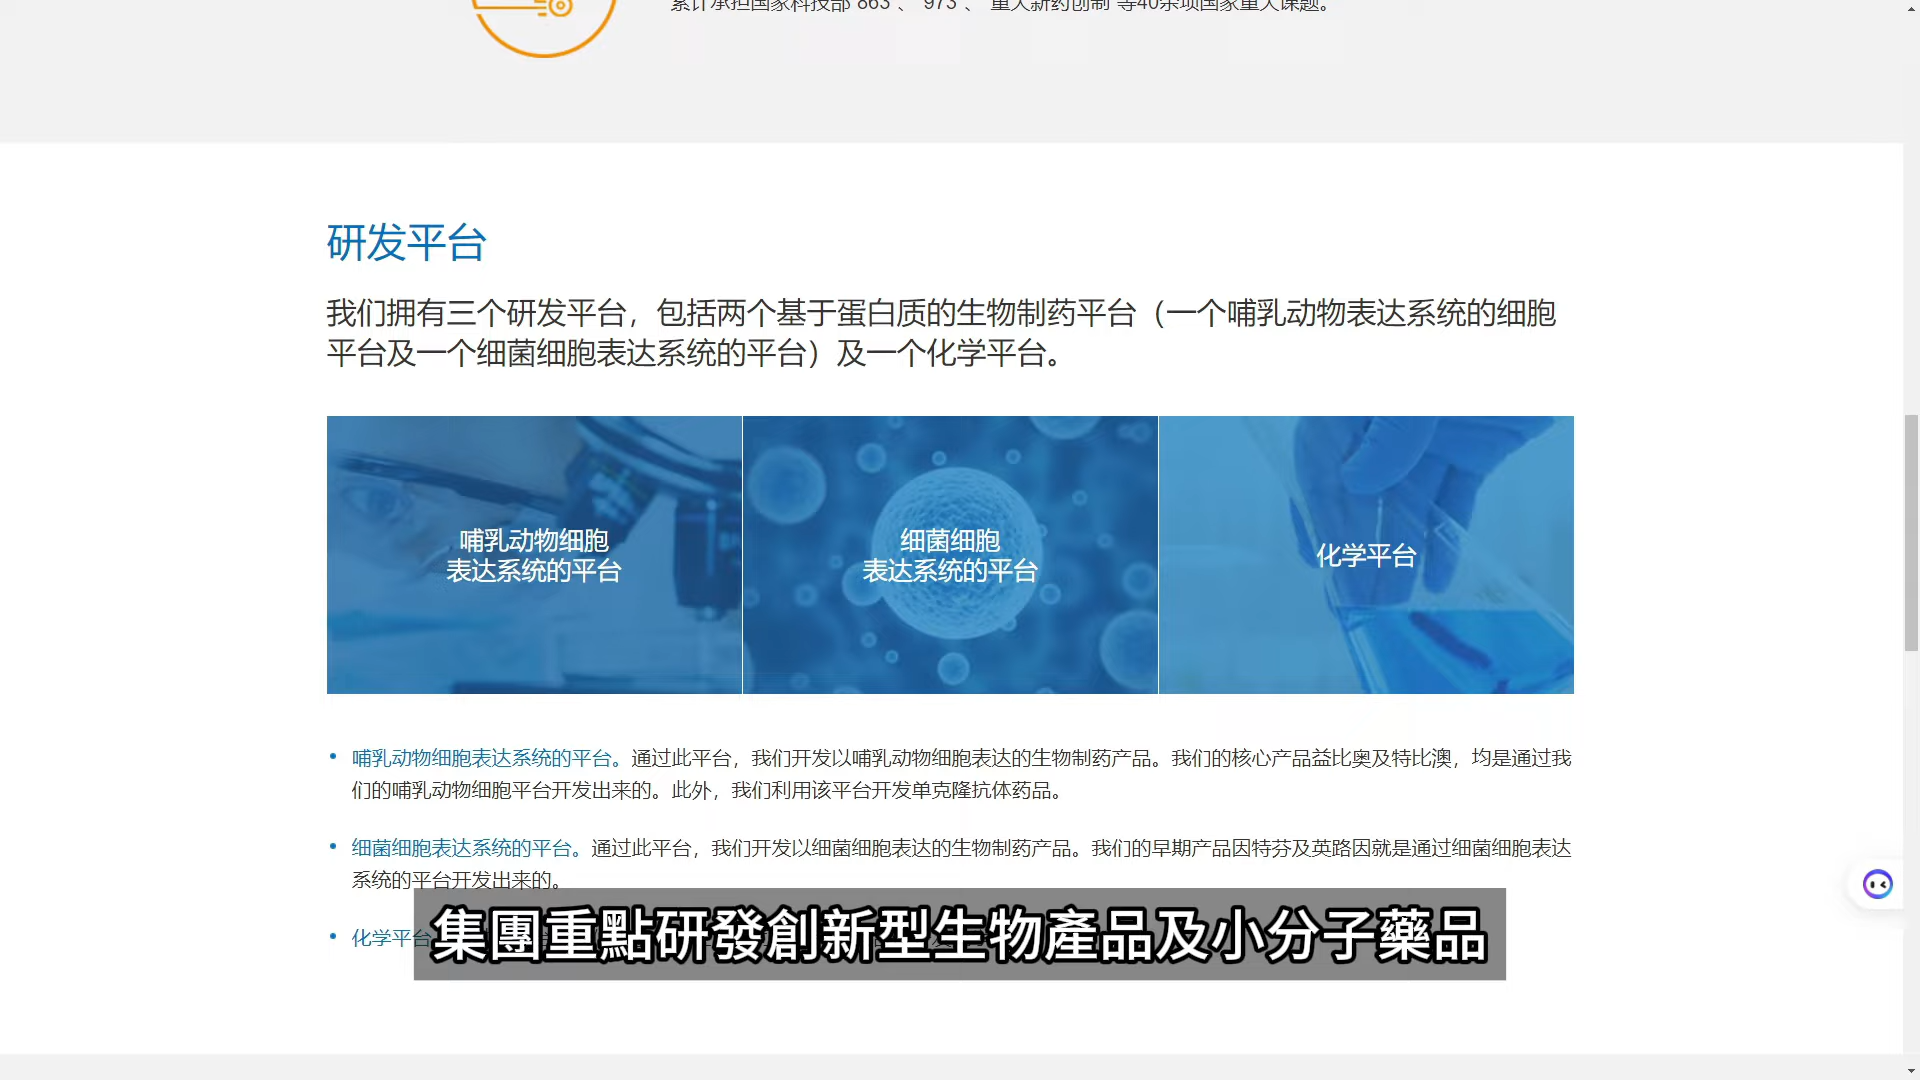 累计承担国家科技部“863”、“973”、“重大新药创制”等40余项国家重大课题。
研发平台
我们拥有三个研发平台，包括两个基于蛋白质的生物制药平台（一个哺乳动物表达系统的细胞
平台及一个细菌细胞表达系统的平台）及一个化学平台。
哺乳动物细胞
表达系统的平台
细菌细胞
表达系统的平台
化学平台
• 哺乳动物细胞表达系统的平台。通过此平台，我们开发以哺乳动物细胞表达的生物制药产品。我们的核心产品益比奥及特比澳，均是通过我
们的哺乳动物细胞平台开发出来的。此外，我们利用该平台开发单克隆抗体药品。
• 细菌细胞表达系统的平台。通过此平台，我们开发以细菌细胞表达的生物制药产品。我们的早期产品因特芬及英路因就是通过细菌细胞表达
系统的平台开发出来的。
• 化学平台
集團重點研發創新型生物產品及小分子藥品